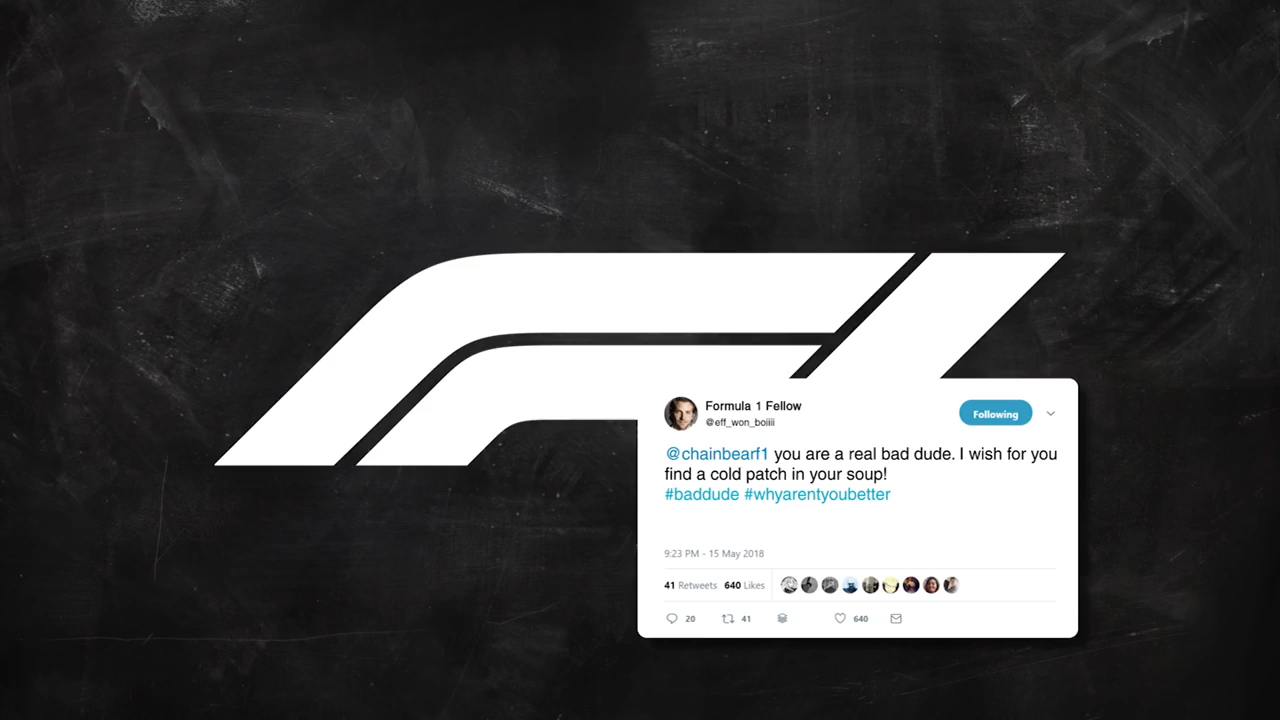 Formula 1 Fellow
@eff_won_boiiii
Following
@chainbearf1 you are a real bad dude. I wish for you
find a cold patch in your soup!
#baddude #whyarentyoubetter
9:23 PM - 15 May 2018
41 Retweets 640 Likes
20 41 640